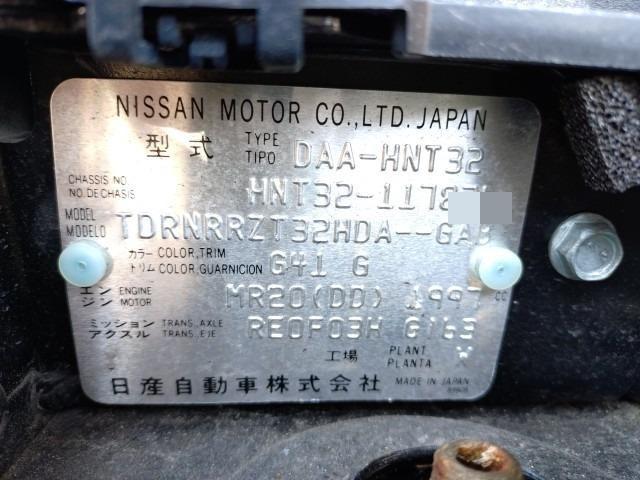 NISSAN MOTOR CO.,LTD. JAPAN
型式 TYPE TIPO DAA-HNT32
CHASSIS NO. NO. DE CHASIS HNT32-1178
MODEL MODELO TDRNRRZT32HDA--GAB
カラー COLOR,TRIM
トリム COLOR,GUARNICION G41 G
エンジン ENGINE MOTOR MR20(DD) 1997 CC
ミッション TRANS.,AXLE
アクスル TRANS.,EJE RE0F03H G163
工場 PLANT PLANTA
日産自動車株式会社 MADE IN JAPAN